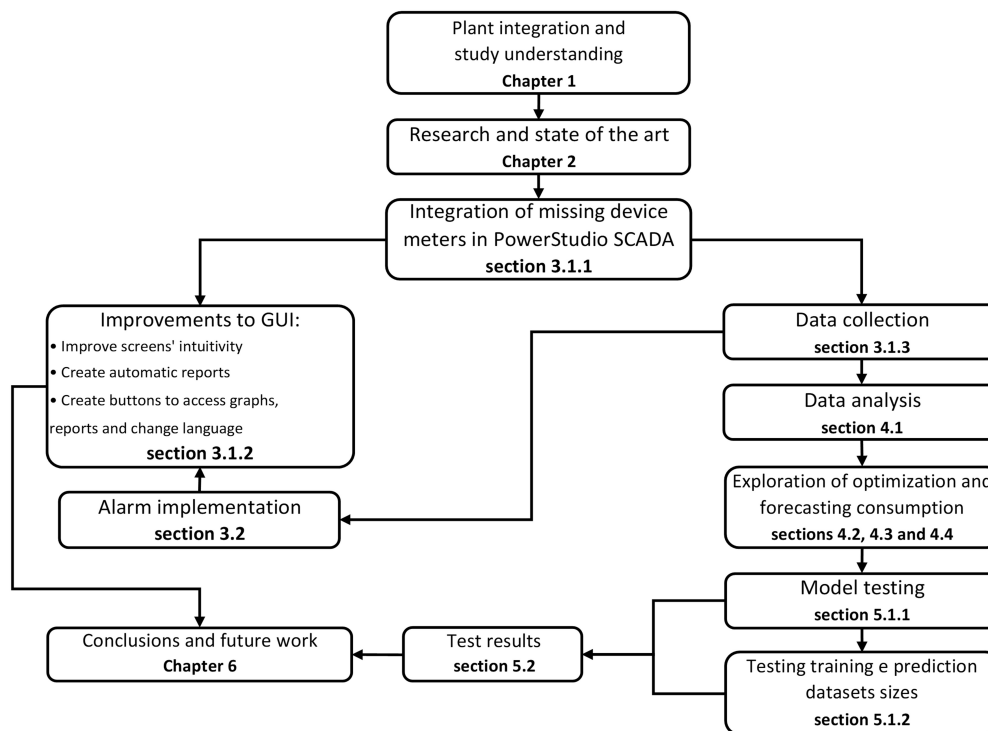 Plant integration and
study understanding
Chapter 1
Research and state of the art
Chapter 2
Integration of missing device
meters in PowerStudio SCADA
section 3.1.1
Improvements to GUI:
• Improve screens' intuitivity
• Create automatic reports
• Create buttons to access graphs,
reports and change language
section 3.1.2
Alarm implementation
section 3.2
Data collection
section 3.1.3
Data analysis
section 4.1
Exploration of optimization and
forecasting consumption
sections 4.2, 4.3 and 4.4
Model testing
section 5.1.1
Testing training e prediction
datasets sizes
section 5.1.2
Test results
section 5.2
Conclusions and future work
Chapter 6